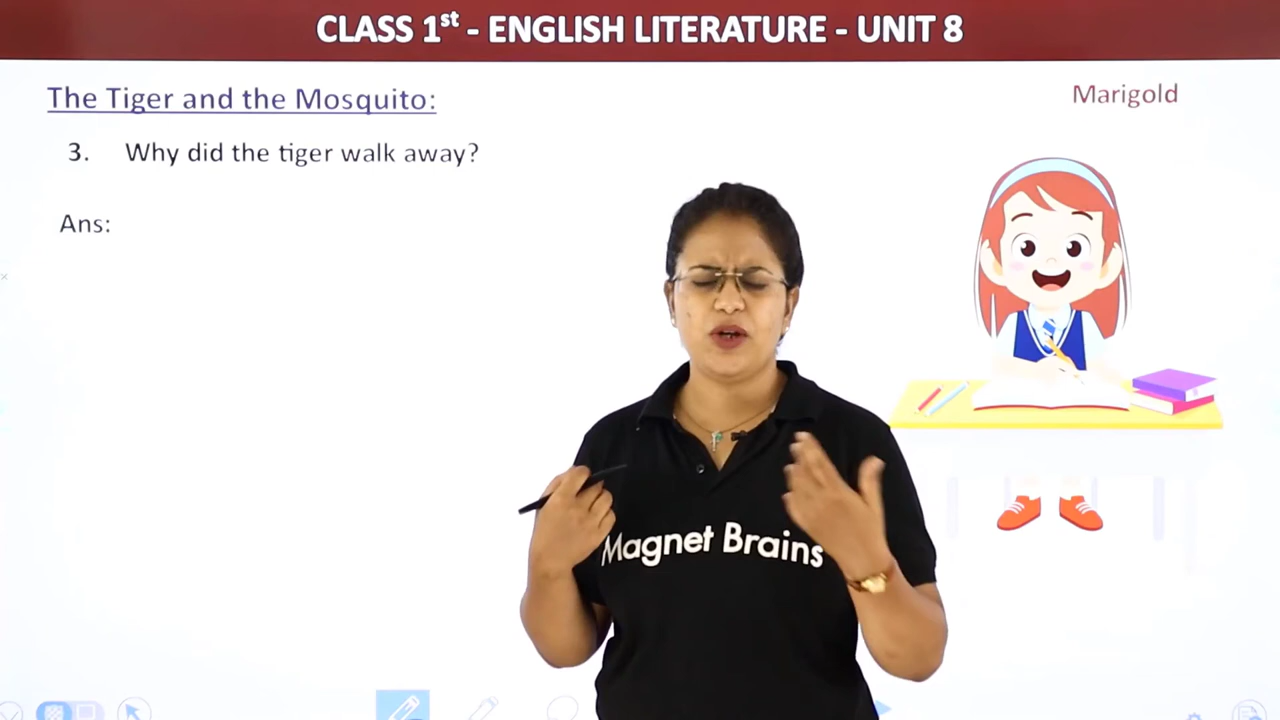 CLASS 1st - ENGLISH LITERATURE - UNIT 8
The Tiger and the Mosquito:
Marigold
3. Why did the tiger walk away?
Ans:
Magnet Brains